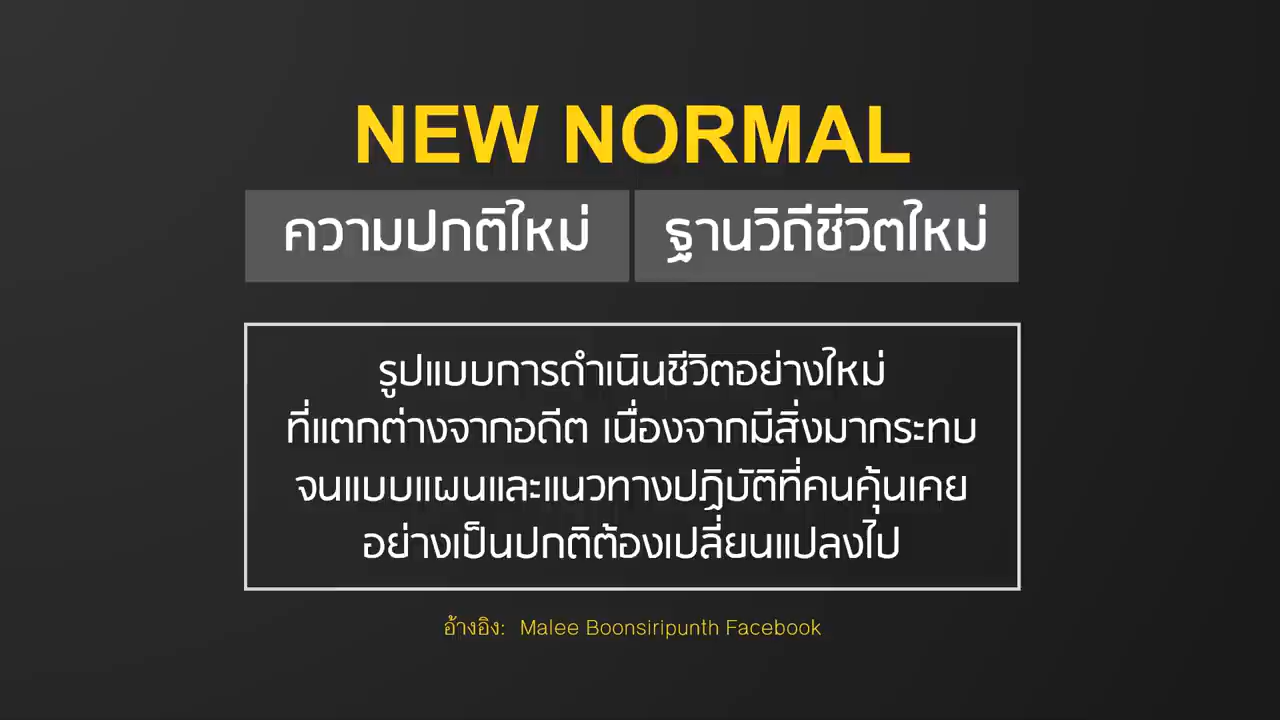 NEW NORMAL
ความปกติใหม่ ฐานวิถีชีวิตใหม่
รูปแบบการดำเนินชีวิตอย่างใหม่
ที่แตกต่างจากอดีต เนื่องจากมีสิ่งมากระทบ
จนแบบแผนและแนวทางปฏิบัติที่คนคุ้นเคย
อย่างเป็นปกติต้องเปลี่ยนแปลงไป
อ้างอิง: Malee Boonsiripunth Facebook